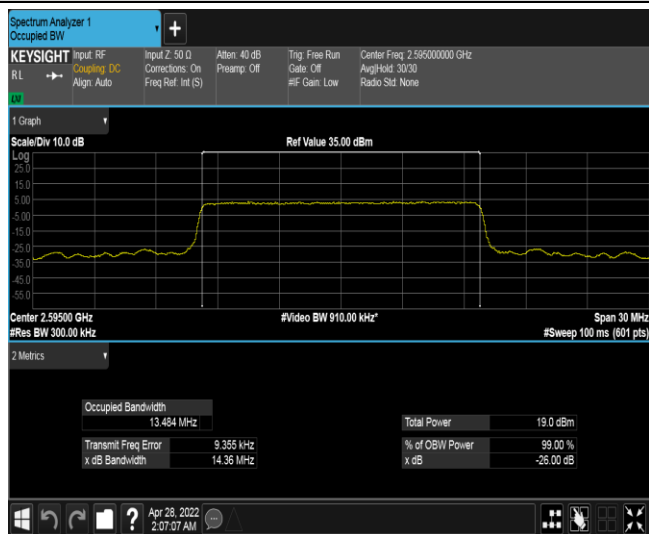 Spectrum Analyzer 1
Occupied BW
+
KEYSIGHT
RL
Input: RF
Coupling: DC
Align: Auto
Input Z: 50 Ω
Corrections: On
Freq Ref: Int (S)
Atten: 40 dB
Preamp: Off
Trig: Free Run
Gate: Off
#IF Gain: Low
Center Freq: 2.595000000 GHz
Avg|Hold: 30/30
Radio Std: None
1 Graph
Scale/Div 10.0 dB
Ref Value 35.00 dBm
Log
25.0
15.0
5.00
-5.00
-15.0
-25.0
-35.0
-45.0
-55.0
Center 2.59500 GHz
#Video BW 910.00 kHz*
Span 30 MHz
#Res BW 300.00 kHz
#Sweep 100 ms (601 pts)
2 Metrics
Occupied Bandwidth
13.484 MHz
Total Power 19.0 dBm
Transmit Freq Error 9.355 kHz
% of OBW Power 99.00 %
x dB Bandwidth 14.36 MHz
x dB -26.00 dB
?
Apr 28, 2022
2:07:07 AM